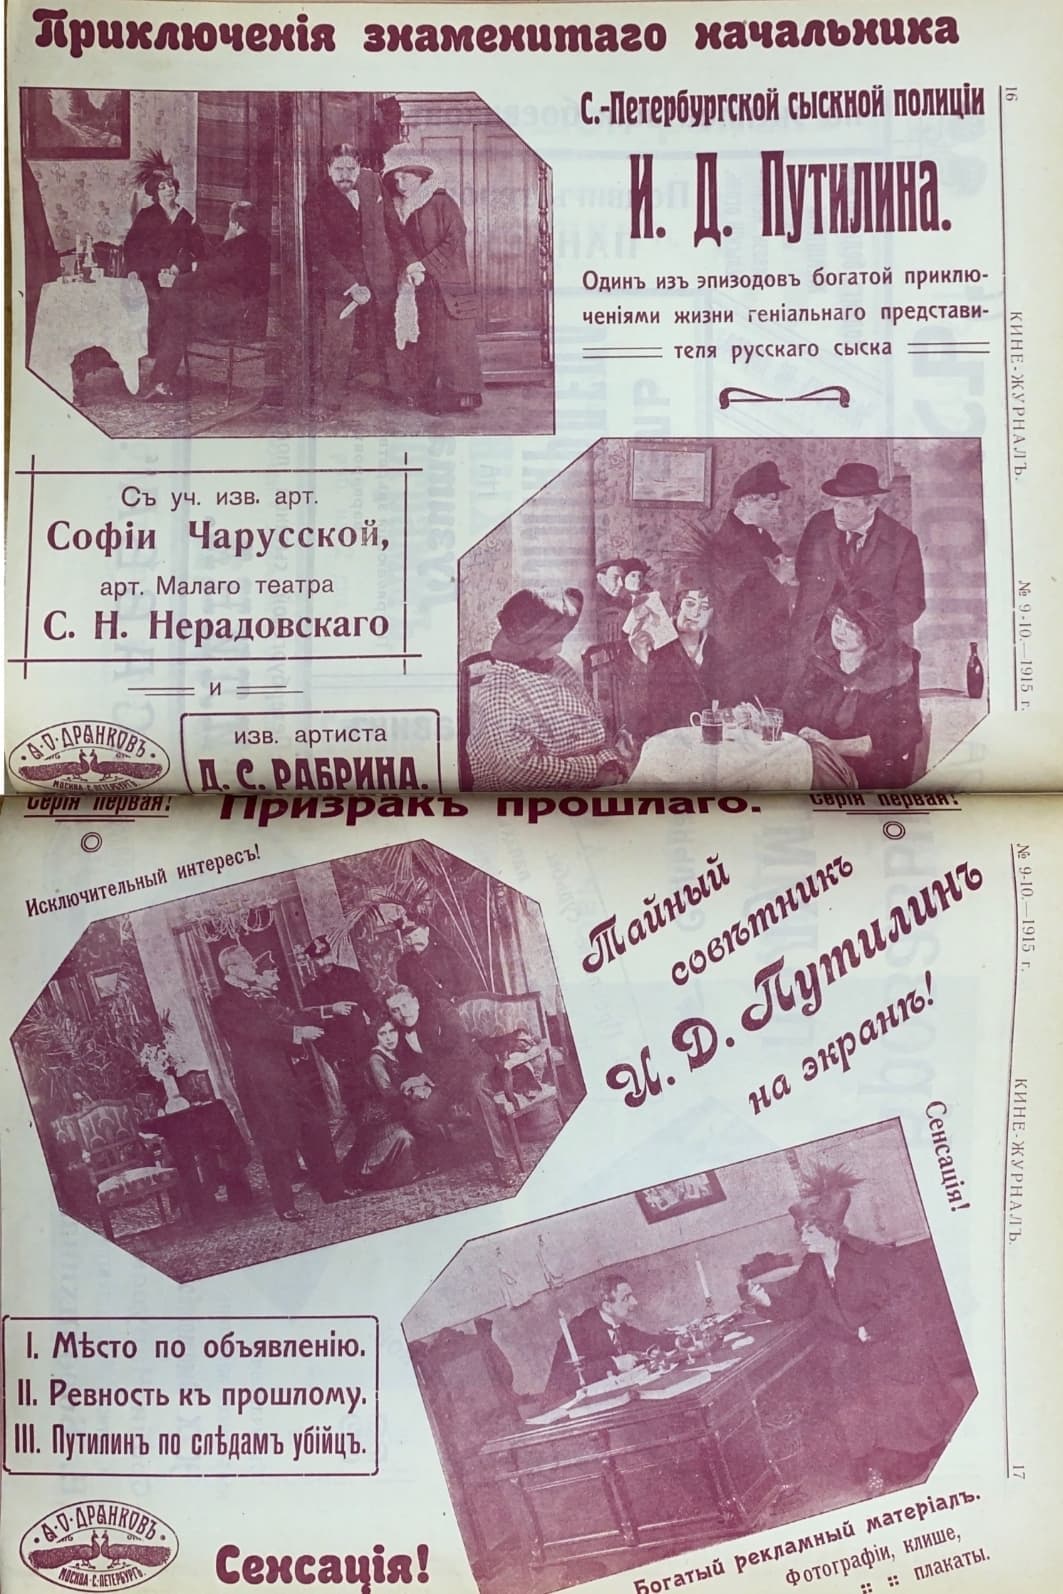 Приключенія знаменитаго начальника
С.-Петербургской сыскной полиціи
И. Д. Путилина.
Одинъ изъ эпизодовъ богатой приклю-
ченіями жизни геніальнаго представи-
теля русскаго сыска
16
КИНЕ-ЖУРНАЛЪ.
№ 9-10.—1915 г.
Съ уч. изв. арт.
Софіи Чарусской,
арт. Малаго театра
С. Н. Нерадовскаго
и
изв. артиста
Д. С. РАБРИНА.
А·О·ДРАНКОВЪ
МОСКВА·С·ПЕТЕРБУРГЪ.
Серія первая!
Призракъ прошлаго.
Серія первая!
Исключительный интересъ!
Тайный
совѣтникъ
И. Д. Путилинъ
на экранѣ!
№ 9-10.—1915 г.
КИНЕ-ЖУРНАЛЪ.
17
Сенсація!
I. Мѣсто по объявленію.
II. Ревность къ прошлому.
III. Путилинъ по слѣдамъ убійцъ.
А·О·ДРАНКОВЪ
МОСКВА·С·ПЕТЕРБУРГЪ.
Сенсація!
Богатый рекламный матеріалъ.
Фотографіи, клише,
плакаты.